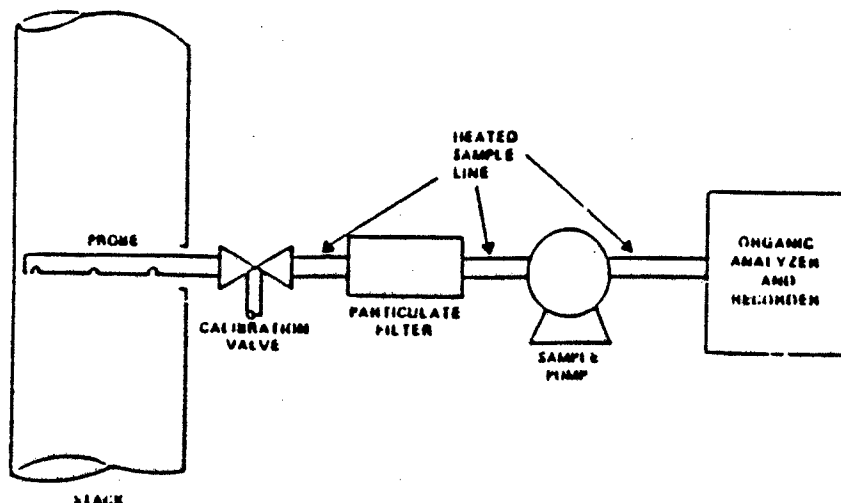 HEATED
SAMPLE
LINE
PROBE
ORGANIC
ANALYZER
AND
RECORDER
CALIBRATION
VALVE
PARTICULATE
FILTER
SAMPLE
PUMP
STACK